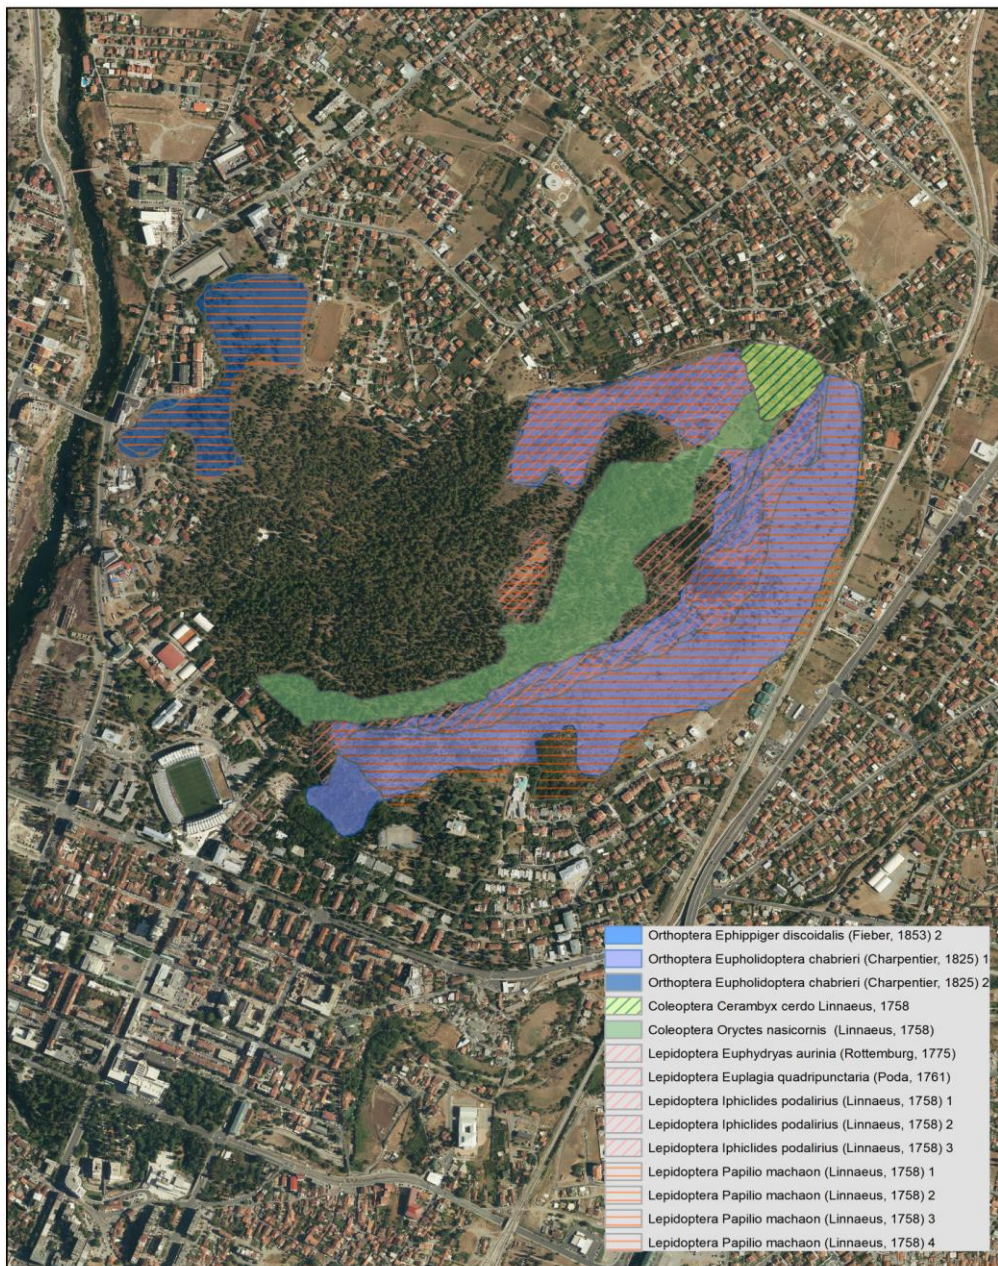 Orthoptera Ephippiger discoidalis (Fieber, 1853) 2
Orthoptera Eupholidoptera chabrieri (Charpentier, 1825) 1
Orthoptera Eupholidoptera chabrieri (Charpentier, 1825) 2
Coleoptera Cerambyx cerdo Linnaeus, 1758
Coleoptera Oryctes nasicornis (Linnaeus, 1758)
Lepidoptera Euphydryas aurinia (Rottemburg, 1775)
Lepidoptera Euplagia quadripunctaria (Poda, 1761)
Lepidoptera Iphiclides podalirius (Linnaeus, 1758) 1
Lepidoptera Iphiclides podalirius (Linnaeus, 1758) 2
Lepidoptera Iphiclides podalirius (Linnaeus, 1758) 3
Lepidoptera Papilio machaon (Linnaeus, 1758) 1
Lepidoptera Papilio machaon (Linnaeus, 1758) 2
Lepidoptera Papilio machaon (Linnaeus, 1758) 3
Lepidoptera Papilio machaon (Linnaeus, 1758) 4